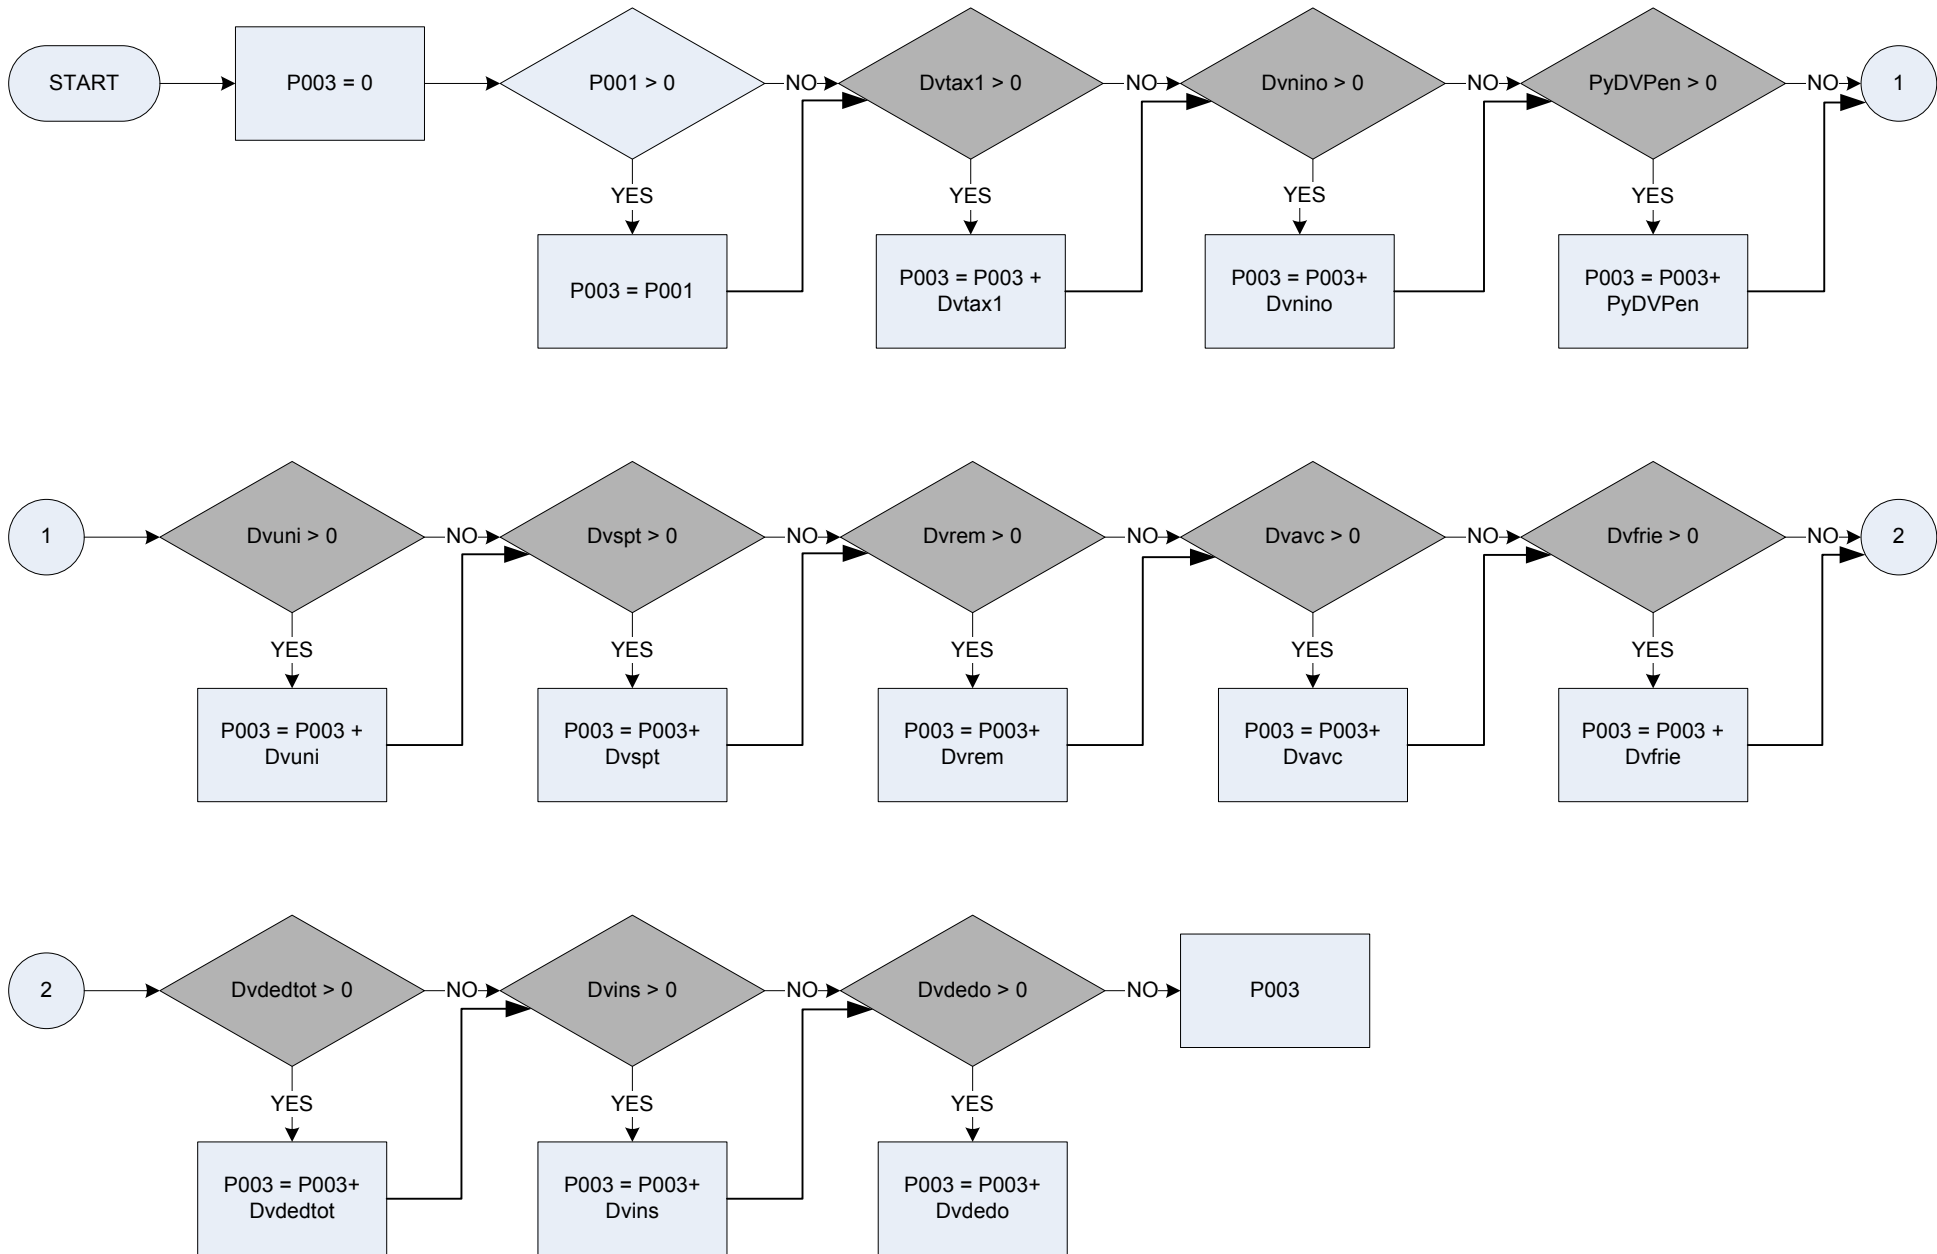 START
P003 = 0
P001 > 0
NO
Dvtax1 > 0
NO
Dvnino > 0
NO
PyDVPen > 0
NO
1
YES
YES
YES
YES
P003 = P001
P003 = P003 +
Dvtax1
P003 = P003+
Dvnino
P003 = P003+
PyDVPen
1
Dvuni > 0
NO
Dvspt > 0
NO
Dvrem > 0
NO
Dvavc > 0
NO
Dvfrie > 0
NO
2
YES
YES
YES
YES
YES
P003 = P003 +
Dvuni
P003 = P003+
Dvspt
P003 = P003+
Dvrem
P003 = P003+
Dvavc
P003 = P003 +
Dvfrie
2
Dvdedtot > 0
NO
Dvins > 0
NO
Dvdedo > 0
NO
P003
YES
YES
YES
P003 = P003+
Dvdedtot
P003 = P003+
Dvins
P003 = P003+
Dvdedo